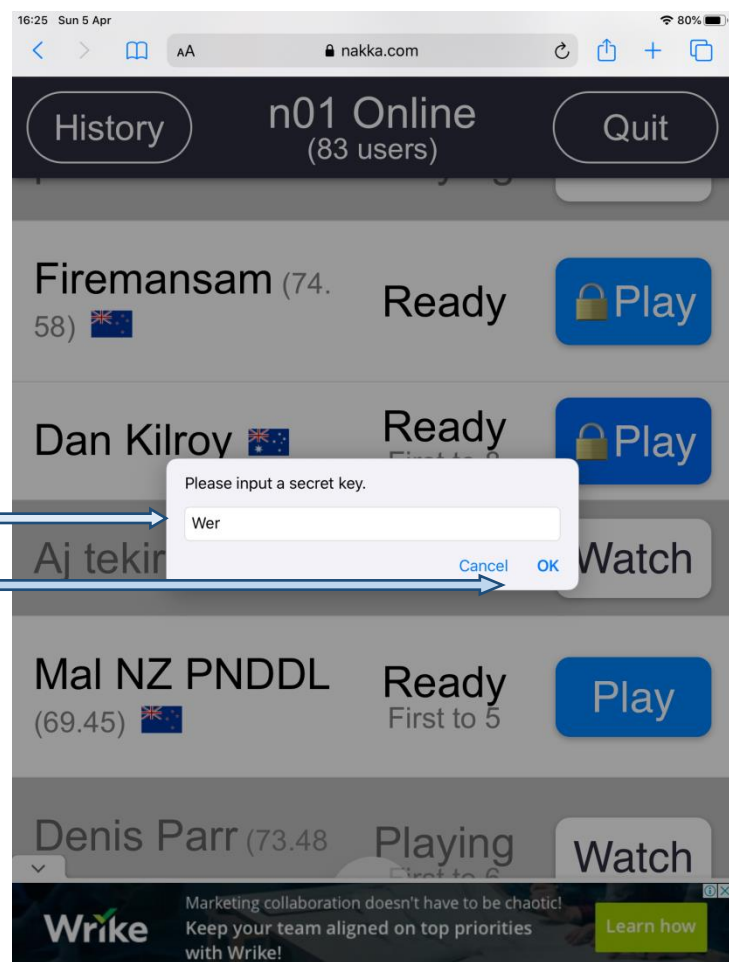 16:25 Sun 5 Apr 80%
AA nakka.com
History n01 Online Quit
(83 users)
Firemansam (74.
58) Ready Play
Dan Kilroy Ready Play
Please input a secret key.
Wer
Aj tekir Watch
Cancel OK
Mal NZ PNDDL Ready Play
(69.45) First to 5
Denis Parr (73.48 Playing Watch
Wrike
Marketing collaboration doesn't have to be chaotic!
Keep your team aligned on top priorities
with Wrike!
Learn how